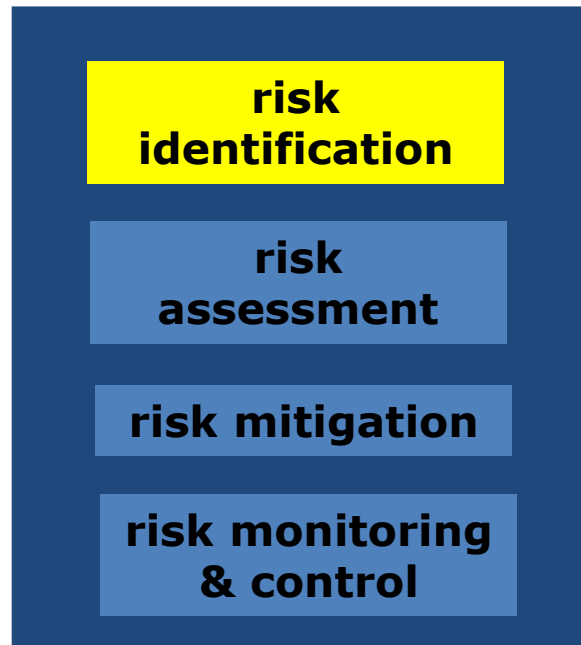 risk
identification
risk
assessment
risk mitigation
risk monitoring
& control